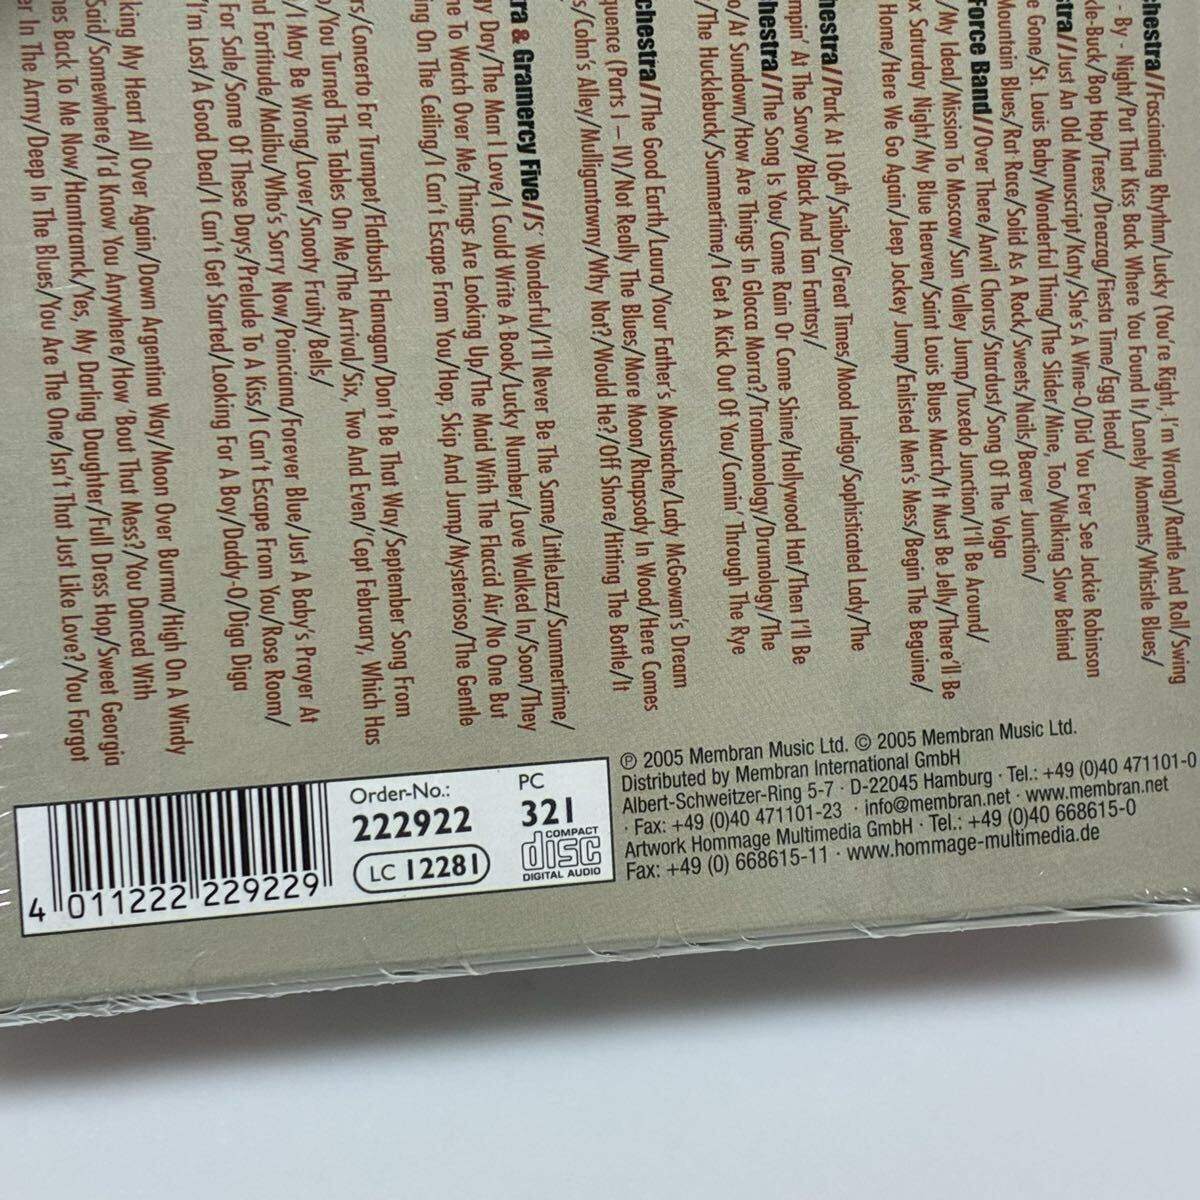 chestra//Fascinating Rhythm/Lucky (You're Right, I'm Wrong)/Rattle And Roll/Swing
- By - Night/Put That Kiss Back Where You Found It/Lonely Moments/Whistle Blues/
de-Buck/Bop Hop/Trees/Dreazag/Fiesta Time/Egg Head/
stra//Just An Old Manuscript/Kary/She's A Wine-O/Did You Ever See Jackie Robinson
e Gone/St. Louis Baby/Wonderful Thing/The Slider/Mine, Too/Walking Slow Behind
Mountain Blues/Rat Race/Solid As A Rock/Sweets/Nails/Beaver Junction/
Force Band//Over There/Anvil Chorus/Stardust/Song Of The Volga
/My Ideal/Mission To Moscow/Sun Valley Jump/Tuxedo Junction/I'll Be Around/
ax Saturday Night/My Blue Heaven/Saint Louis Blues March/It Must Be Jelly/There'll Be
Home/Here We Go Again/Jeep Jockey Jump/Enlisted Men's Mess/Begin The Beguine/
hestra//Park At 106th/Snibor/Great Times/Mood Indigo/Sophisticated Lady/The
mpin' At The Savoy/Black And Tan Fantasy/
hestra//The Song Is You/Come Rain Or Come Shine/Hollywood Hat/Then I'll Be
o/At Sundown/How Are Things In Glocca Morra?/Trombonology/Drumology/The
/The Hucklebuck/Summertime/I Get A Kick Out Of You/Comin' Through The Rye
chestra//The Good Earth/Laura/Your Father's Moustache/Lady McGowan's Dream
quence (Parts I – IV)/Not Really The Blues/More Moon/Rhapsody In Wood/Here Comes
s/Cohn's Alley/Mulligantawny/Why Not?/Would He?/Off Shore/Hitting The Bottle/It
ra & Gramercy Five//S' Wonderful/I'll Never Be The Same/LittleJazz/Summertime/
y Day/The Man I Love/I Could Write A Book/Lucky Number/Love Walked In/Soon/They
ne To Watch Over Me/Things Are Looking Up/The Maid With The Flaccid Air/No One But
ing On The Ceiling/I Can't Escape From You/Hop, Skip And Jump/Mysterioso/The Gentle
rs/Concerto For Trumpet/Flatbush Flanagan/Don't Be That Way/September Song From
o/You Turned The Tables On Me/The Arrival/Six, Two And Even/'Cept February, Which Has
/I May Be Wrong/Lover/Snooty Fruity/Bells/
nd Fortitude/Malibu/Who's Sorry Now/Poinciana/Forever Blue/Just A Baby's Prayer At
For Sale/Some Of These Days/Prelude To A Kiss/I Can't Escape From You/Rose Room/
I'm Lost/A Good Deal/I Can't Get Started/Looking For A Boy/Daddy-O/Diga Diga
king My Heart All Over Again/Down Argentina Way/Moon Over Burma/High On A Windy
Said/Somewhere/I'd Know You Anywhere/How 'Bout That Mess?/You Danced With
nes Back To Me Now/Hamtramck/Yes, My Darling Daughter/Full Dress Hop/Sweet Georgia
er In The Army/Deep In The Blues/You Are The One/Isn't That Just Like Love?/You Forgot
4 011222 229229
Order-No.:
222922
LC 12281
PC
321
COMPACT
disc
DIGITAL AUDIO
℗ 2005 Membran Music Ltd. © 2005 Membran Music Ltd.
Distributed by Membran International GmbH
Albert-Schweitzer-Ring 5-7 · D-22045 Hamburg · Tel.: +49 (0)40 471101-0
· Fax: +49 (0)40 471101-23 · info@membran.net · www.membran.net
Artwork Hommage Multimedia GmbH · Tel.: +49 (0)40 668615-0
Fax: +49 (0) 668615-11 · www.hommage-multimedia.de